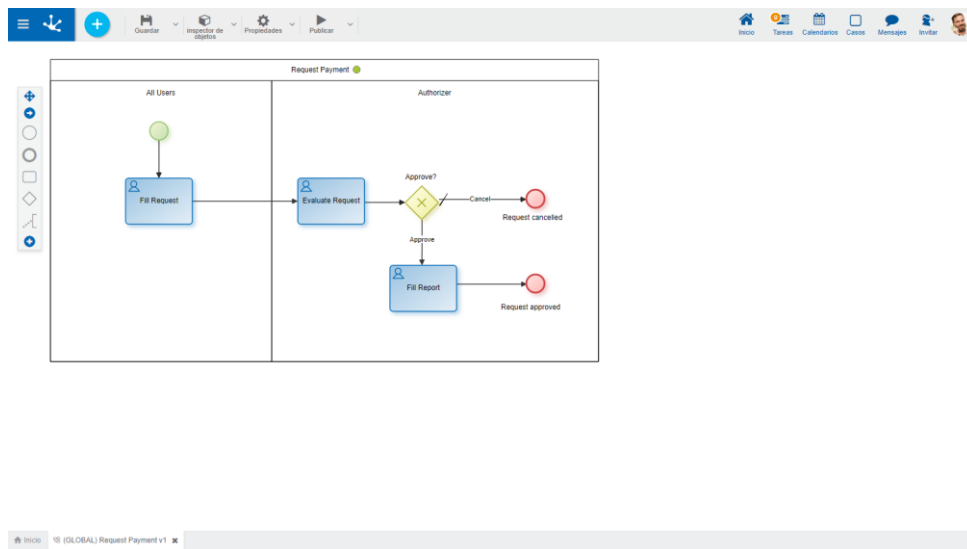 Guardar
Inspector de
objetos
Propiedades
Publicar
Inicio
6
Tareas
Calendarios
Casos
Mensajes
Invitar
Request Payment
All Users
Authorizer
Approve?
Fill Request
Evaluate Request
Cancel
Request cancelled
Approve
Fill Report
Request approved
Inicio
(GLOBAL) Request Payment v1